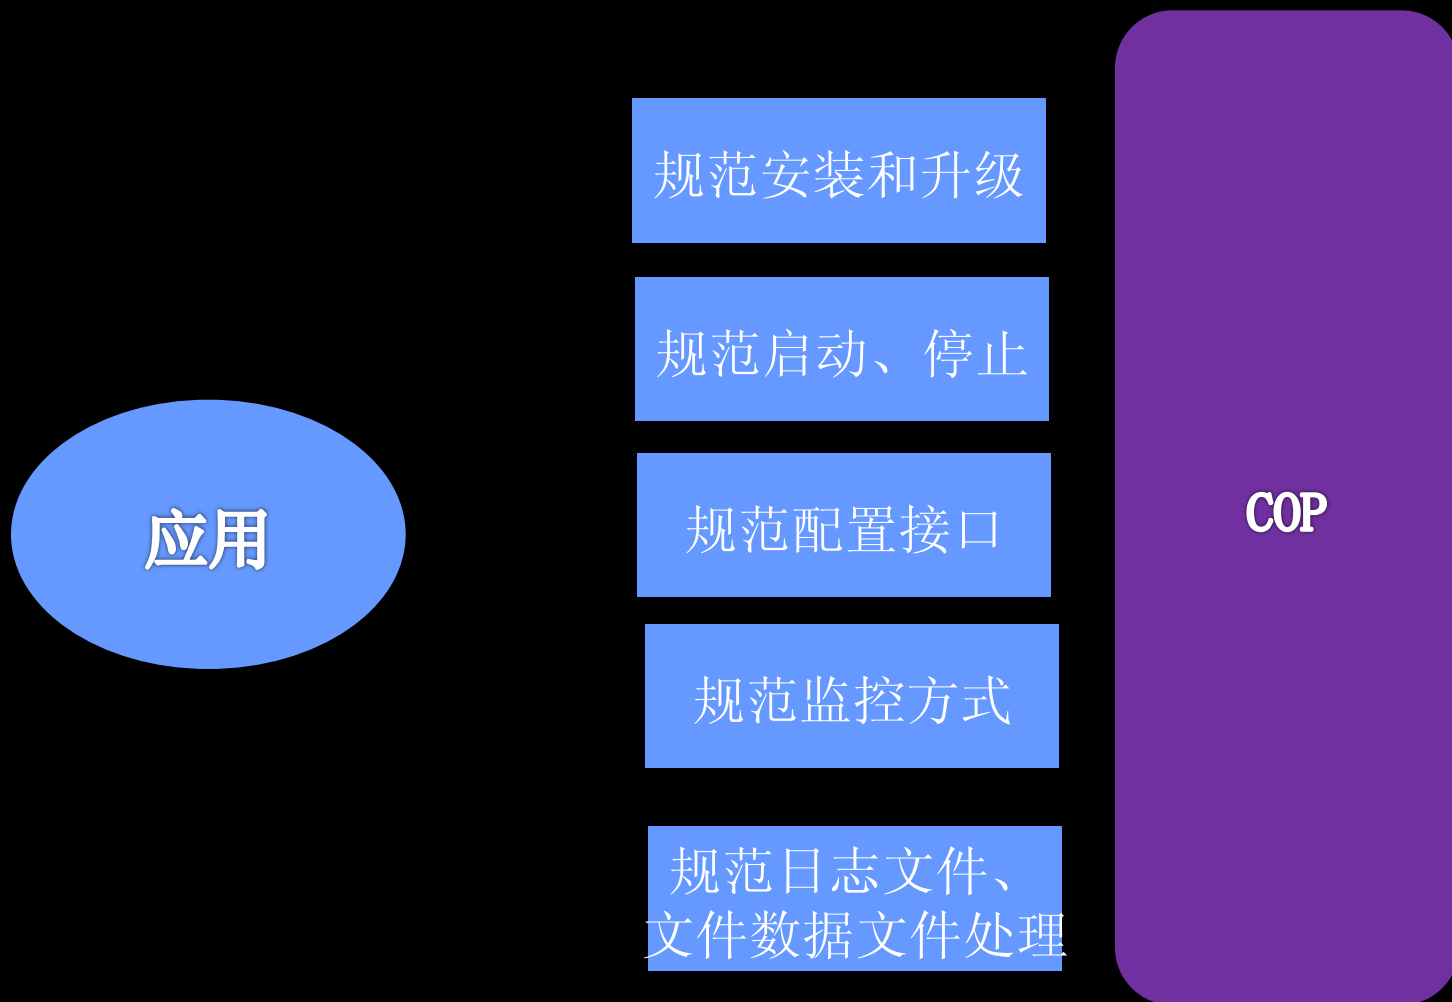 应用
规范安装和升级
规范启动、停止
规范配置接口
规范监控方式
规范日志文件、
文件数据文件处理
COP